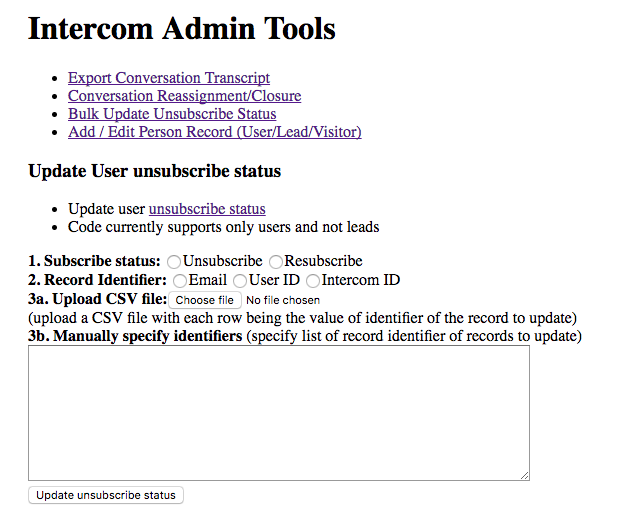 Intercom Admin Tools
Export Conversation Transcript
Conversation Reassignment/Closure
Bulk Update Unsubscribe Status
Add / Edit Person Record (User/Lead/Visitor)
Update User unsubscribe status
Update user unsubscribe status
Code currently supports only users and not leads
1. Subscribe status: Unsubscribe Resubscribe
2. Record Identifier: Email User ID Intercom ID
3a. Upload CSV file: Choose file No file chosen
(upload a CSV file with each row being the value of identifier of the record to update)
3b. Manually specify identifiers (specify list of record identifier of records to update)
Update unsubscribe status